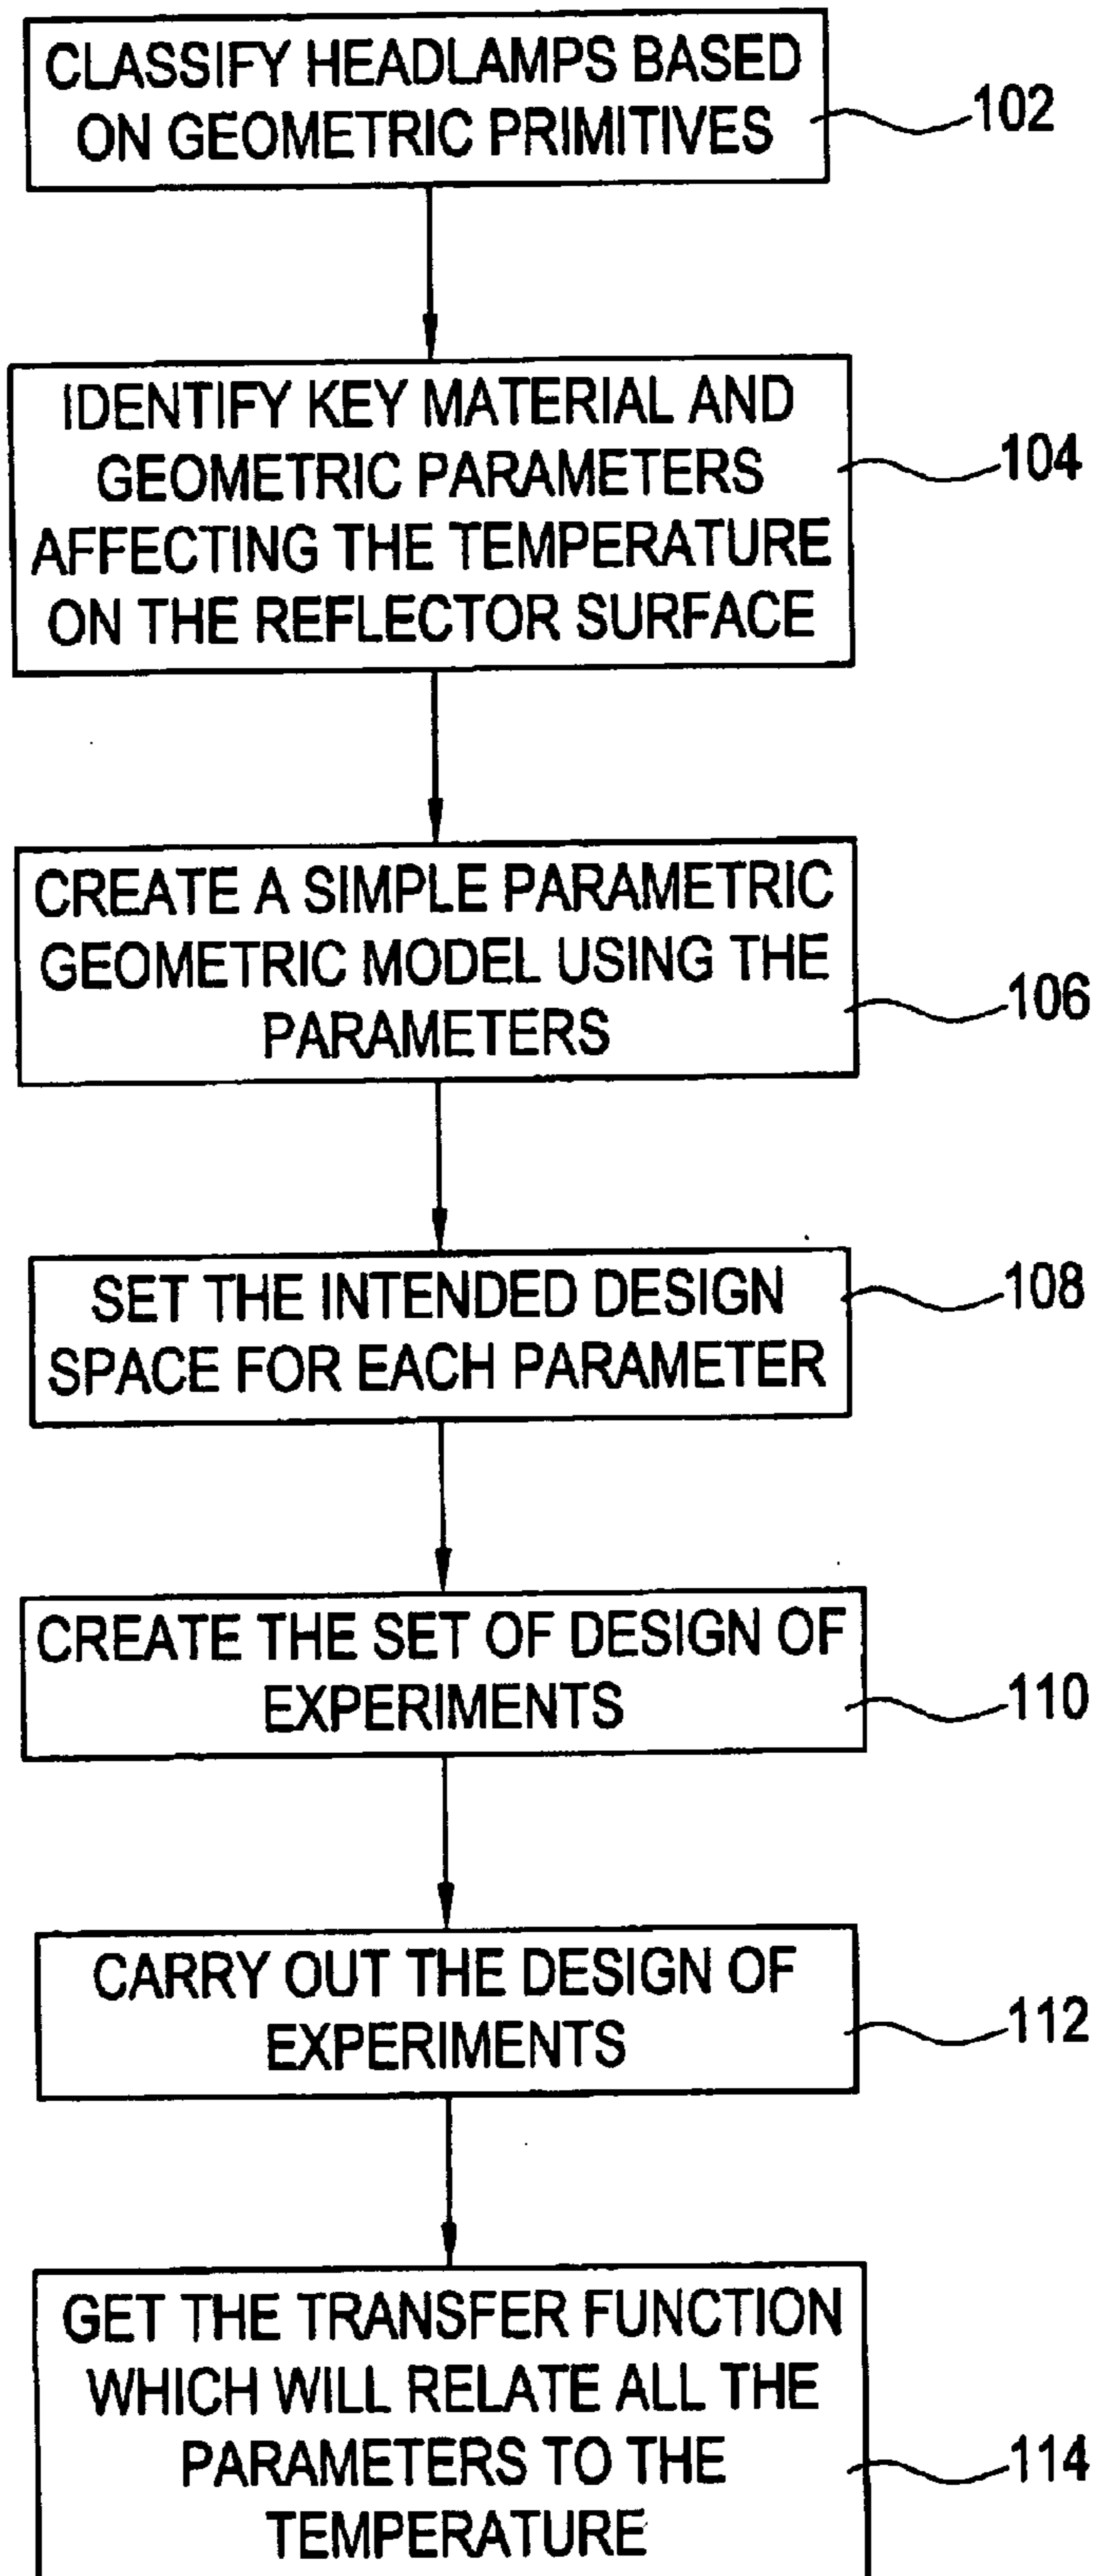 CLASSIFY HEADLAMPS BASED
ON GEOMETRIC PRIMITIVES
102
IDENTIFY KEY MATERIAL AND
GEOMETRIC PARAMETERS
AFFECTING THE TEMPERATURE
ON THE REFLECTOR SURFACE
104
CREATE A SIMPLE PARAMETRIC
GEOMETRIC MODEL USING THE
PARAMETERS
106
SET THE INTENDED DESIGN
SPACE FOR EACH PARAMETER
108
CREATE THE SET OF DESIGN OF
EXPERIMENTS
110
CARRY OUT THE DESIGN OF
EXPERIMENTS
112
GET THE TRANSFER FUNCTION
WHICH WILL RELATE ALL THE
PARAMETERS TO THE
TEMPERATURE
114